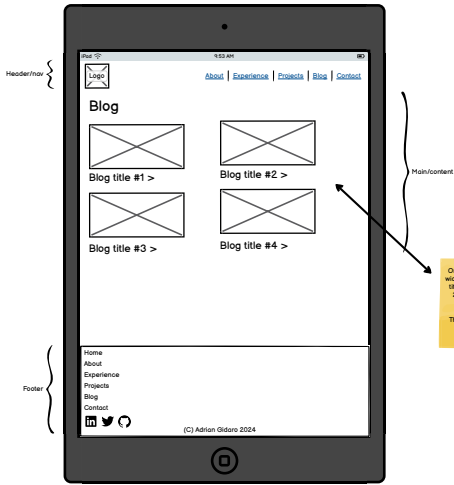 iPad
9:53 AM
Header/nav
Logo
About | Experience | Projects | Blog | Contact
Blog
Blog title #1 >
Blog title #2 >
Main/content
Blog title #3 >
Blog title #4 >
Footer
Home
About
Experience
Projects
Blog
Contact
(C) Adrian Gidaro 2024